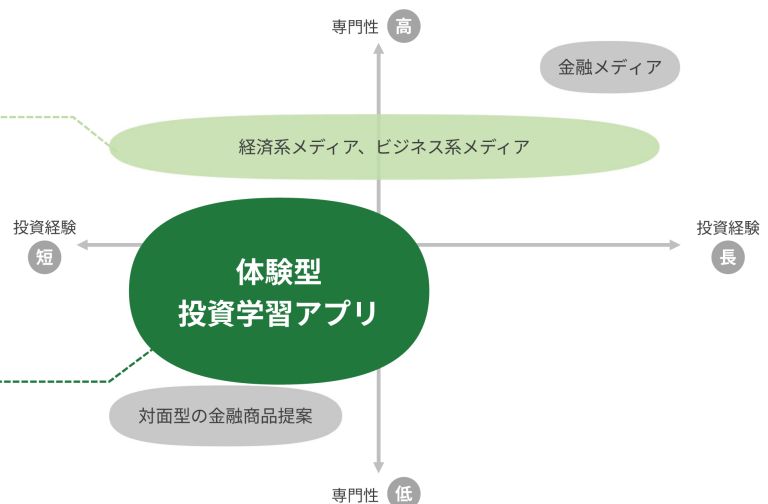 専門性 高
金融メディア
経済系メディア、ビジネス系メディア
投資経験
短
投資経験
長
体験型
投資学習アプリ
対面型の金融商品提案
専門性 低